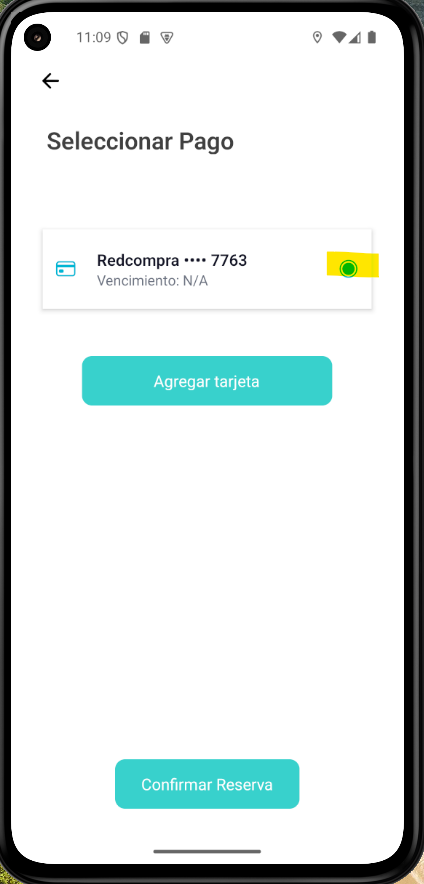 11:09
Seleccionar Pago
Redcompra •••• 7763
Vencimiento: N/A
Agregar tarjeta
Confirmar Reserva